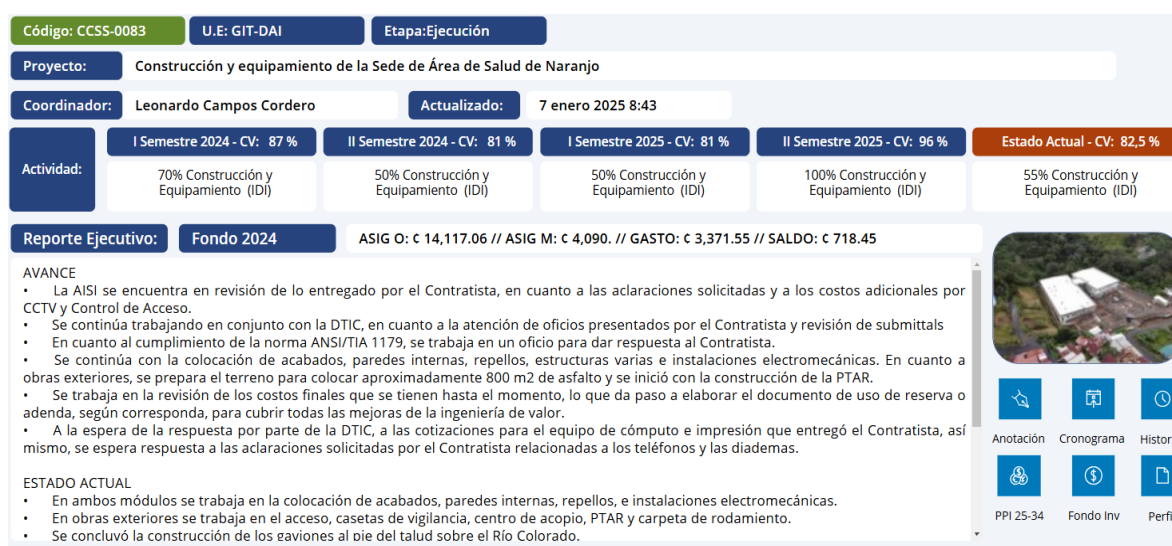 Código: CCSS-0083 U.E: GIT-DAI Etapa:Ejecución
Proyecto: Construcción y equipamiento de la Sede de Área de Salud de Naranjo
Coordinador: Leonardo Campos Cordero Actualizado: 7 enero 2025 8:43
Actividad:
I Semestre 2024 - CV: 87 % II Semestre 2024 - CV: 81 % I Semestre 2025 - CV: 81 % II Semestre 2025 - CV: 96 % Estado Actual - CV: 82,5 %
70% Construcción y 50% Construcción y 50% Construcción y 100% Construcción y 55% Construcción y
Equipamiento (IDI) Equipamiento (IDI) Equipamiento (IDI) Equipamiento (IDI) Equipamiento (IDI)
Reporte Ejecutivo: Fondo 2024 ASIG O: ₡ 14,117.06 // ASIG M: ₡ 4,090. // GASTO: ₡ 3,371.55 // SALDO: ₡ 718.45
AVANCE
• La AISI se encuentra en revisión de lo entregado por el Contratista, en cuanto a las aclaraciones solicitadas y a los costos adicionales por
CCTV y Control de Acceso.
• Se continúa trabajando en conjunto con la DTIC, en cuanto a la atención de oficios presentados por el Contratista y revisión de submittals
• En cuanto al cumplimiento de la norma ANSI/TIA 1179, se trabaja en un oficio para dar respuesta al Contratista.
• Se continúa con la colocación de acabados, paredes internas, repellos, estructuras varias e instalaciones electromecánicas. En cuanto a
obras exteriores, se prepara el terreno para colocar aproximadamente 800 m2 de asfalto y se inició con la construcción de la PTAR.
• Se trabaja en la revisión de los costos finales que se tienen hasta el momento, lo que da paso a elaborar el documento de uso de reserva o
adenda, según corresponda, para cubrir todas las mejoras de la ingeniería de valor.
• A la espera de la respuesta por parte de la DTIC, a las cotizaciones para el equipo de cómputo e impresión que entregó el Contratista, así
mismo, se espera respuesta a las aclaraciones solicitadas por el Contratista relacionadas a los teléfonos y las diademas.
ESTADO ACTUAL
• En ambos módulos se trabaja en la colocación de acabados, paredes internas, repellos, e instalaciones electromecánicas.
• En obras exteriores se trabaja en el acceso, casetas de vigilancia, centro de acopio, PTAR y carpeta de rodamiento.
• Se concluyó la construcción de los gaviones al pie del talud sobre el Río Colorado.
Anotación Cronograma Histor
PPI 25-34 Fondo Inv Perfi